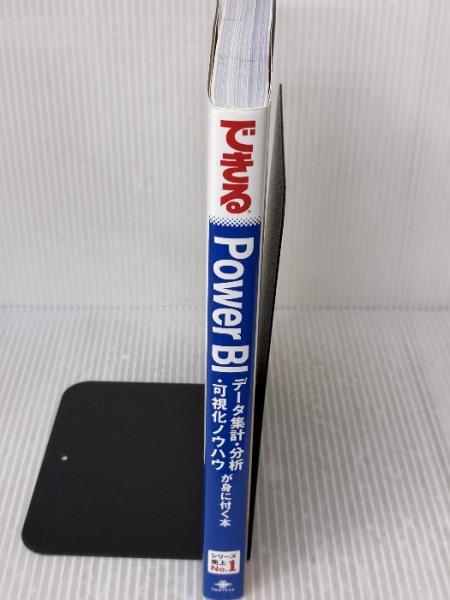 できる
Power BI
データ集計・分析
・可視化ノウハウ
が身に付く本
シリーズ
売上
No.1
impress